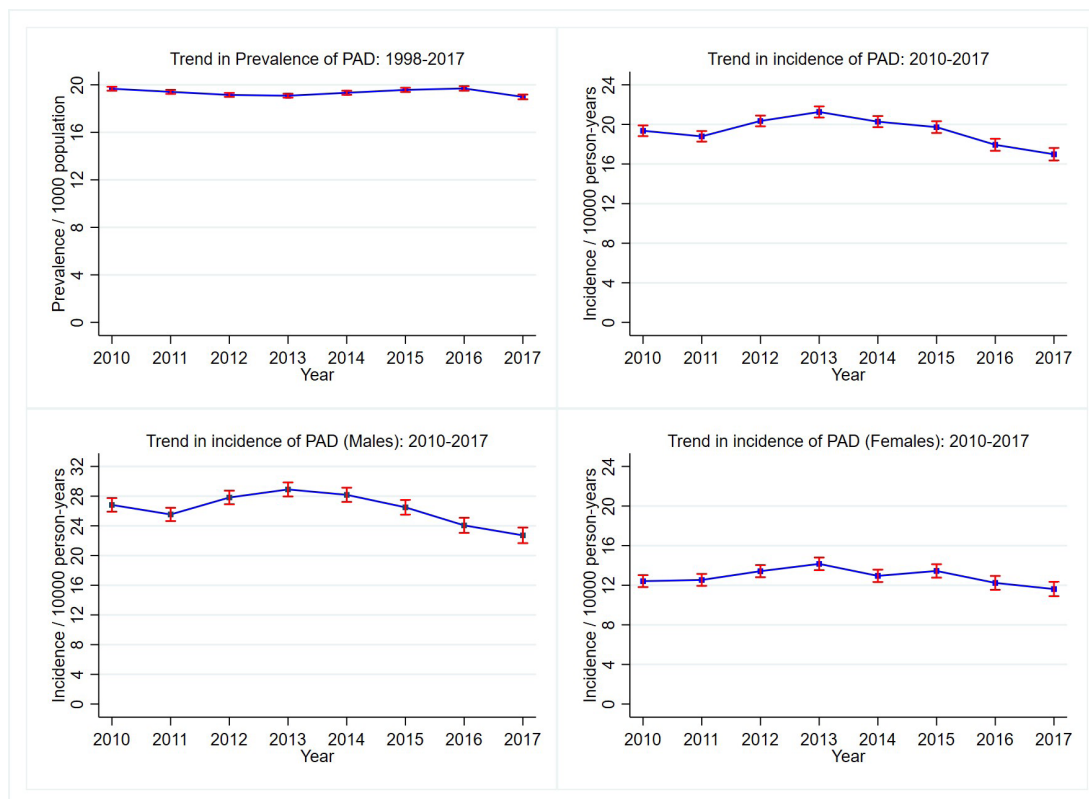 Trend in Prevalence of PAD: 1998-2017
Prevalence / 1000 population
20
16
12
8
4
0
2010 2011 2012 2013 2014 2015 2016 2017
Year
Trend in incidence of PAD: 2010-2017
Incidence / 10000 person-years
24
20
16
12
8
4
0
2010 2011 2012 2013 2014 2015 2016 2017
Year
Trend in incidence of PAD (Males): 2010-2017
Incidence / 10000 person-years
32
28
24
20
16
12
8
4
0
2010 2011 2012 2013 2014 2015 2016 2017
Year
Trend in incidence of PAD (Females): 2010-2017
Incidence / 10000 person-years
24
20
16
12
8
4
0
2010 2011 2012 2013 2014 2015 2016 2017
Year